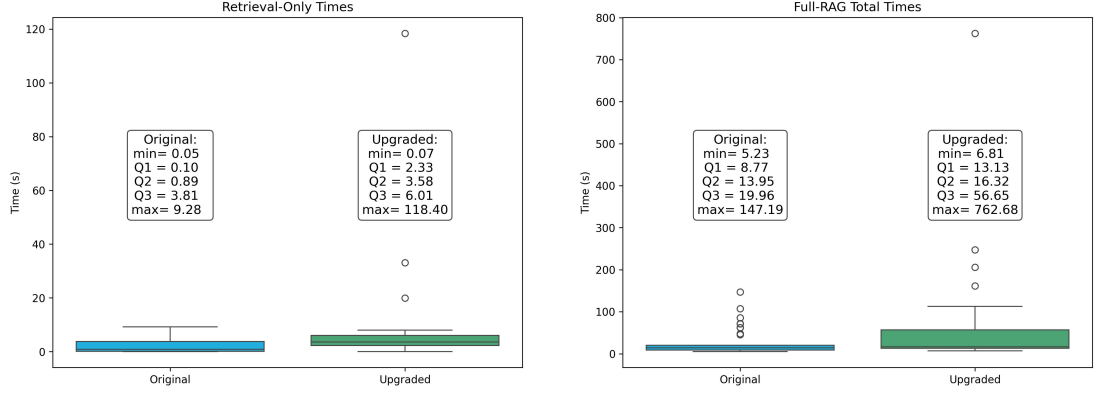 Retrieval-Only Times
Time (s)
120
100
80
60
40
20
0
Original:
min= 0.05
Q1 = 0.10
Q2 = 0.89
Q3 = 3.81
max= 9.28
Upgraded:
min= 0.07
Q1 = 2.33
Q2 = 3.58
Q3 = 6.01
max= 118.40
Original
Upgraded
Full-RAG Total Times
Time (s)
800
700
600
500
400
300
200
100
0
Original:
min= 5.23
Q1 = 8.77
Q2 = 13.95
Q3 = 19.96
max= 147.19
Upgraded:
min= 6.81
Q1 = 13.13
Q2 = 16.32
Q3 = 56.65
max= 762.68
Original
Upgraded